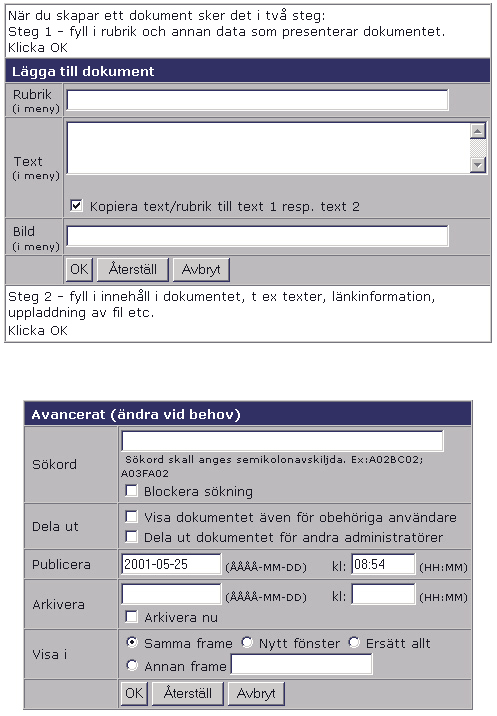 När du skapar ett dokument sker det i två steg:
Steg 1 – fyll i rubrik och annan data som presenterar dokumentet.
Klicka OK
Lägga till dokument
Rubrik
(i meny)
Text
(i meny)
Kopiera text/rubrik till text 1 resp. text 2
Bild
(i meny)
OK Återställ Avbryt
Steg 2 – fyll i innehåll i dokumentet, t ex texter, länkinformation,
uppladdning av fil etc.
Klicka OK
Avancerat (ändra vid behov)
Sökord
Sökord skall anges semikolonavskiljda. Ex:A02BC02;
A03FA02
Blockera sökning
Dela ut
Visa dokumentet även för obehöriga användare
Dela ut dokumentet för andra administratörer
Publicera 2001-05-25 (ÅÅÅÅ-MM-DD) kl: 08:54 (HH:MM)
Arkivera (ÅÅÅÅ-MM-DD) kl: (HH:MM)
Arkivera nu
Visa i
Samma frame Nytt fönster Ersätt allt
Annan frame
OK Återställ Avbryt